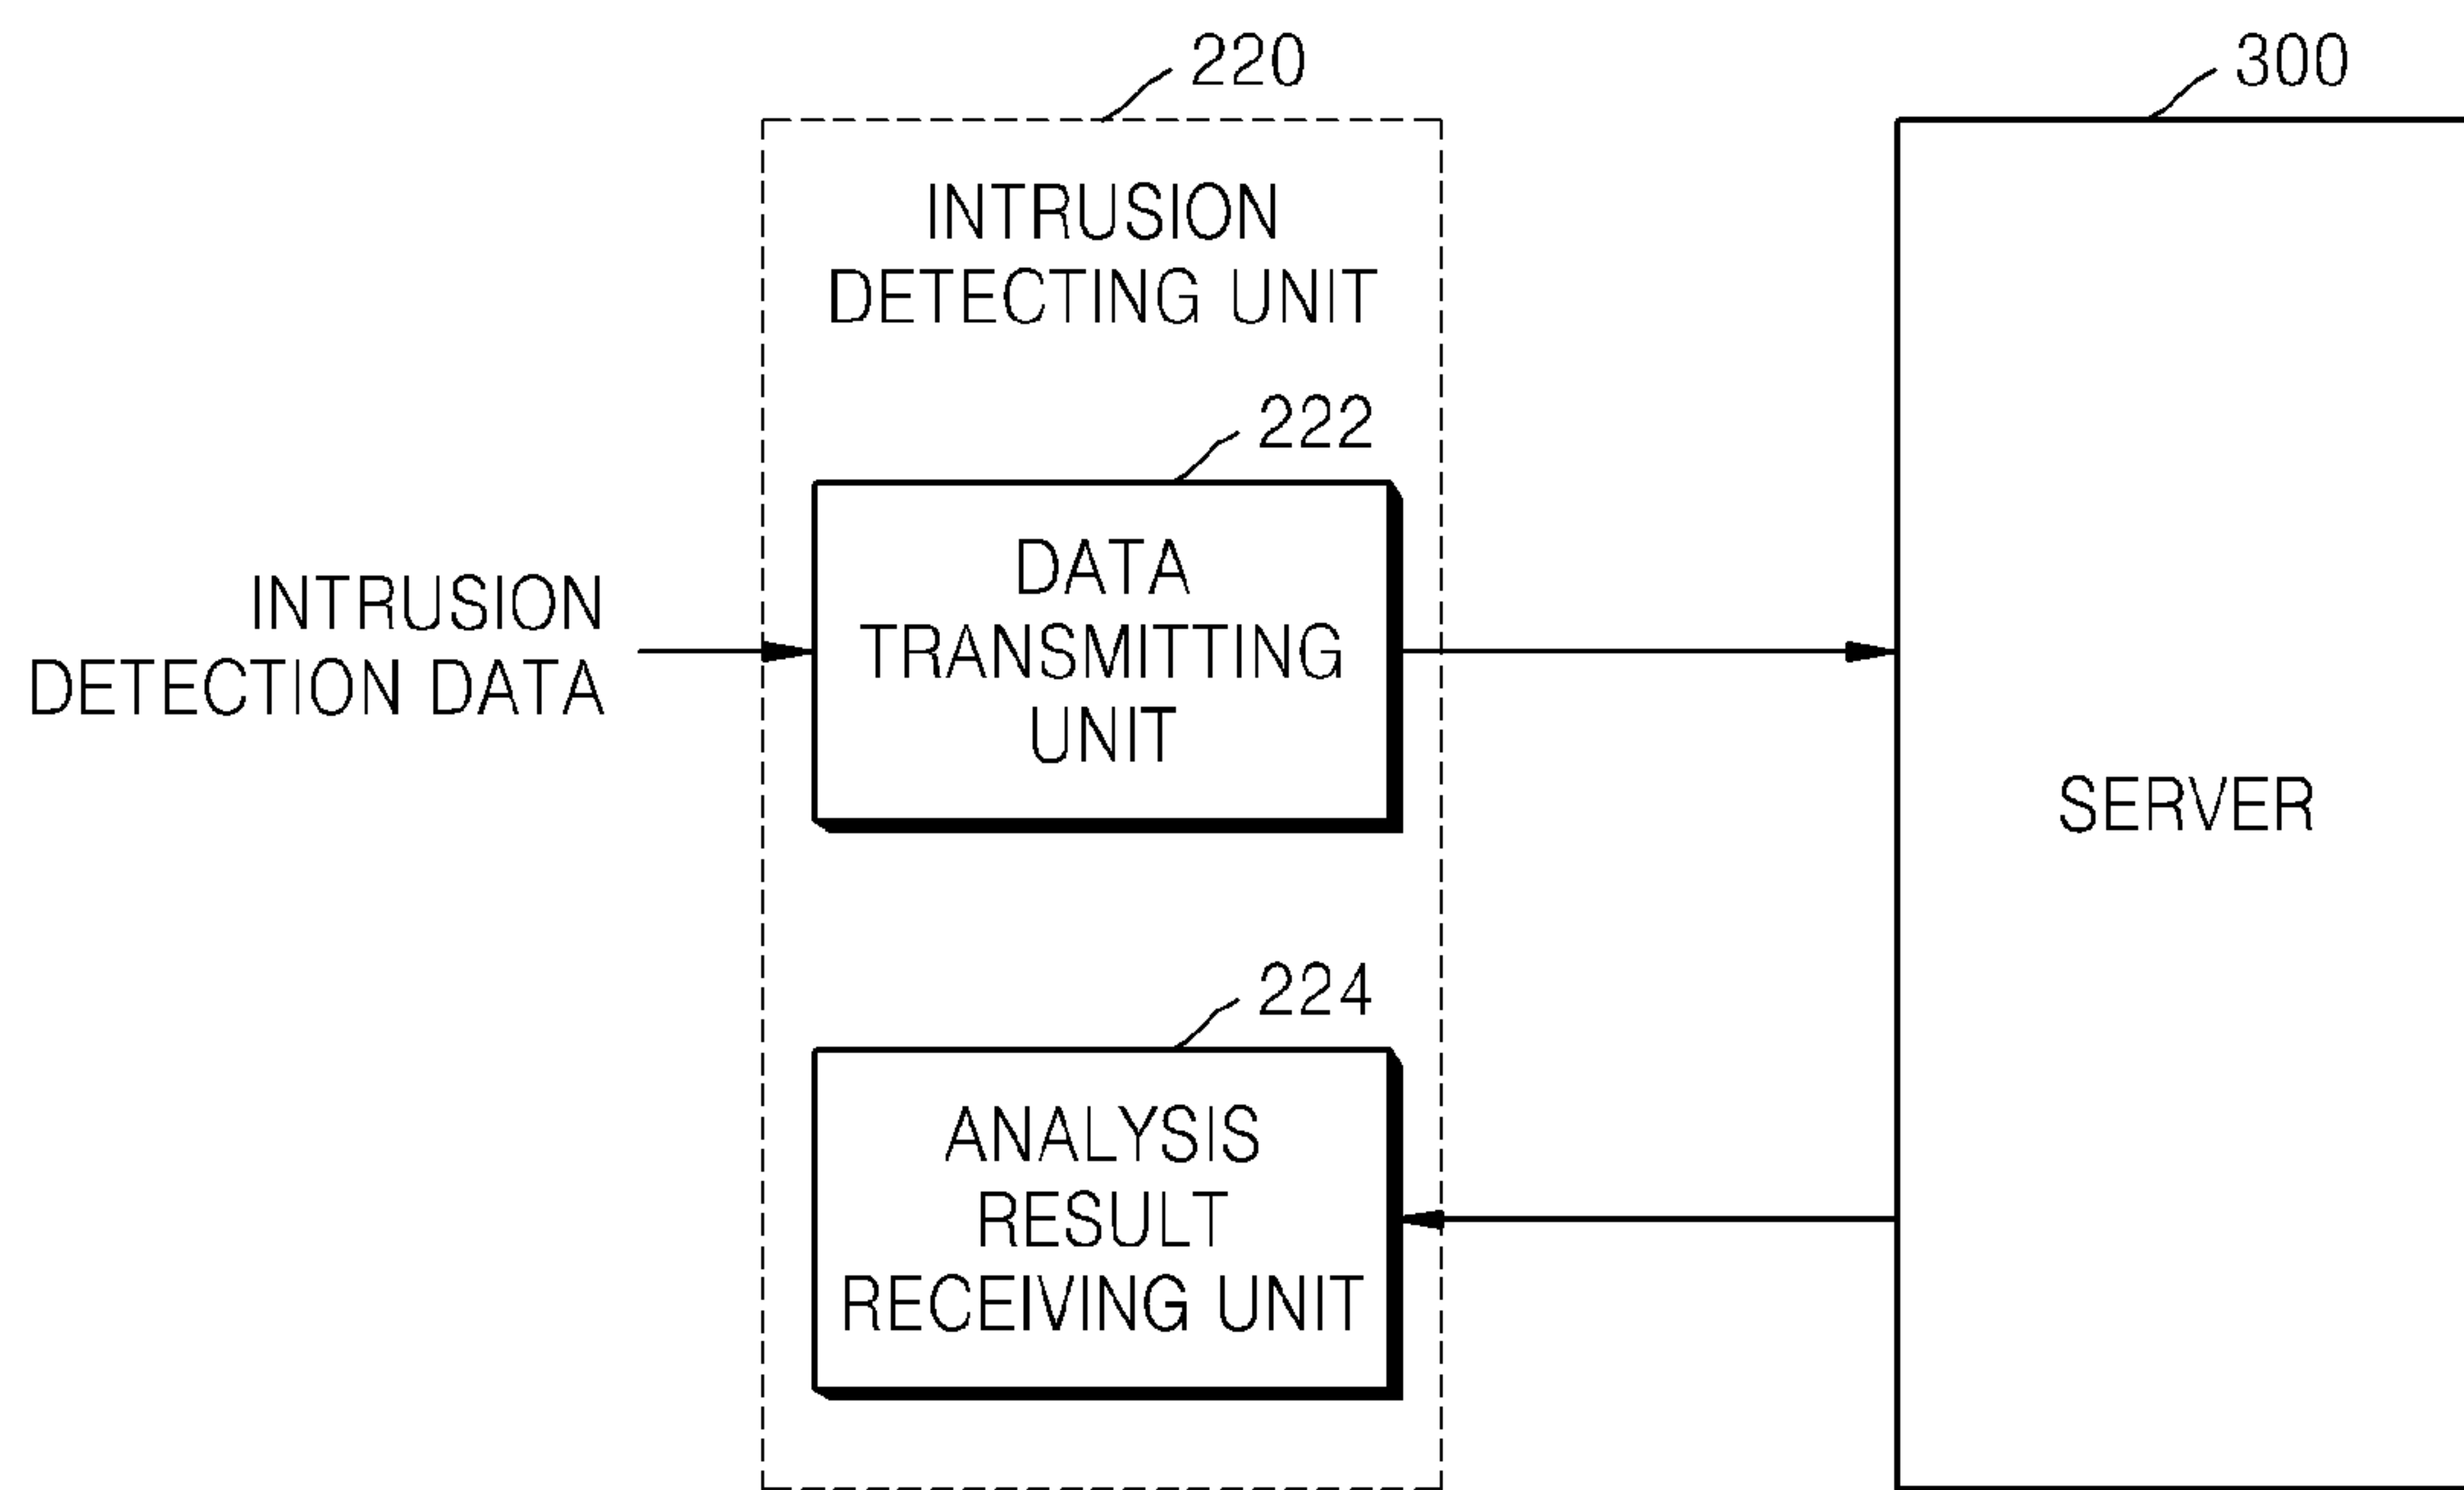 220
300
INTRUSION
DETECTING UNIT
222
DATA
TRANSMITTING
UNIT
INTRUSION
DETECTION DATA
SERVER
224
ANALYSIS
RESULT
RECEIVING UNIT